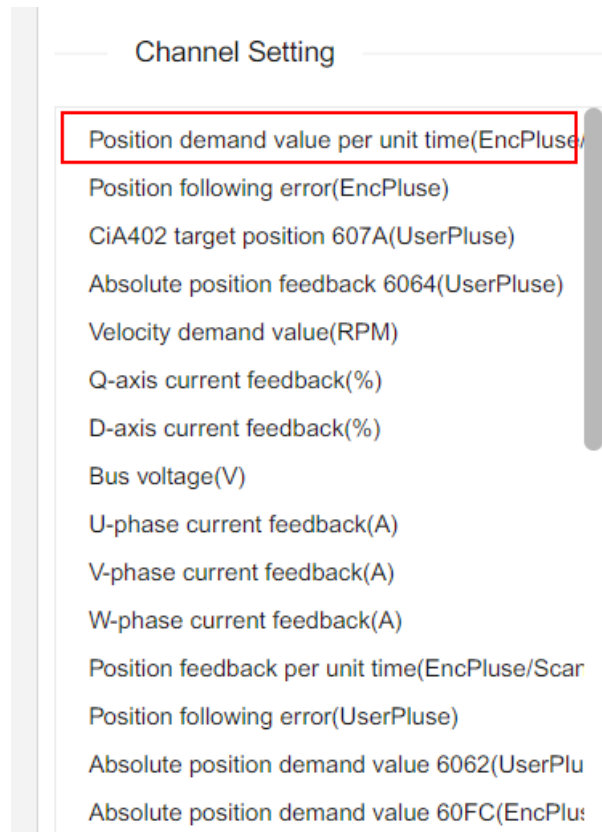 Channel Setting
Position demand value per unit time(EncPluse/
Position following error(EncPluse)
CiA402 target position 607A(UserPluse)
Absolute position feedback 6064(UserPluse)
Velocity demand value(RPM)
Q-axis current feedback(%)
D-axis current feedback(%)
Bus voltage(V)
U-phase current feedback(A)
V-phase current feedback(A)
W-phase current feedback(A)
Position feedback per unit time(EncPluse/Scan
Position following error(UserPluse)
Absolute position demand value 6062(UserPlu
Absolute position demand value 60FC(EncPlus